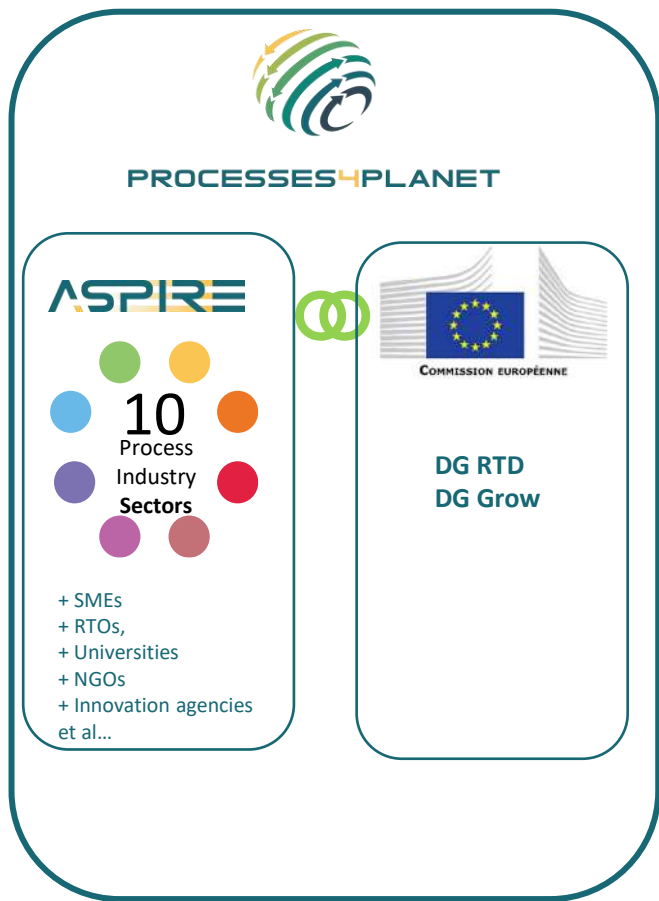 PROCESSES4PLANET
ASPIRE
10
Process
Industry
Sectors
+ SMEs
+ RTOs,
+ Universities
+ NGOs
+ Innovation agencies
et al…
COMMISSION EUROPÉENNE
DG RTD
DG Grow